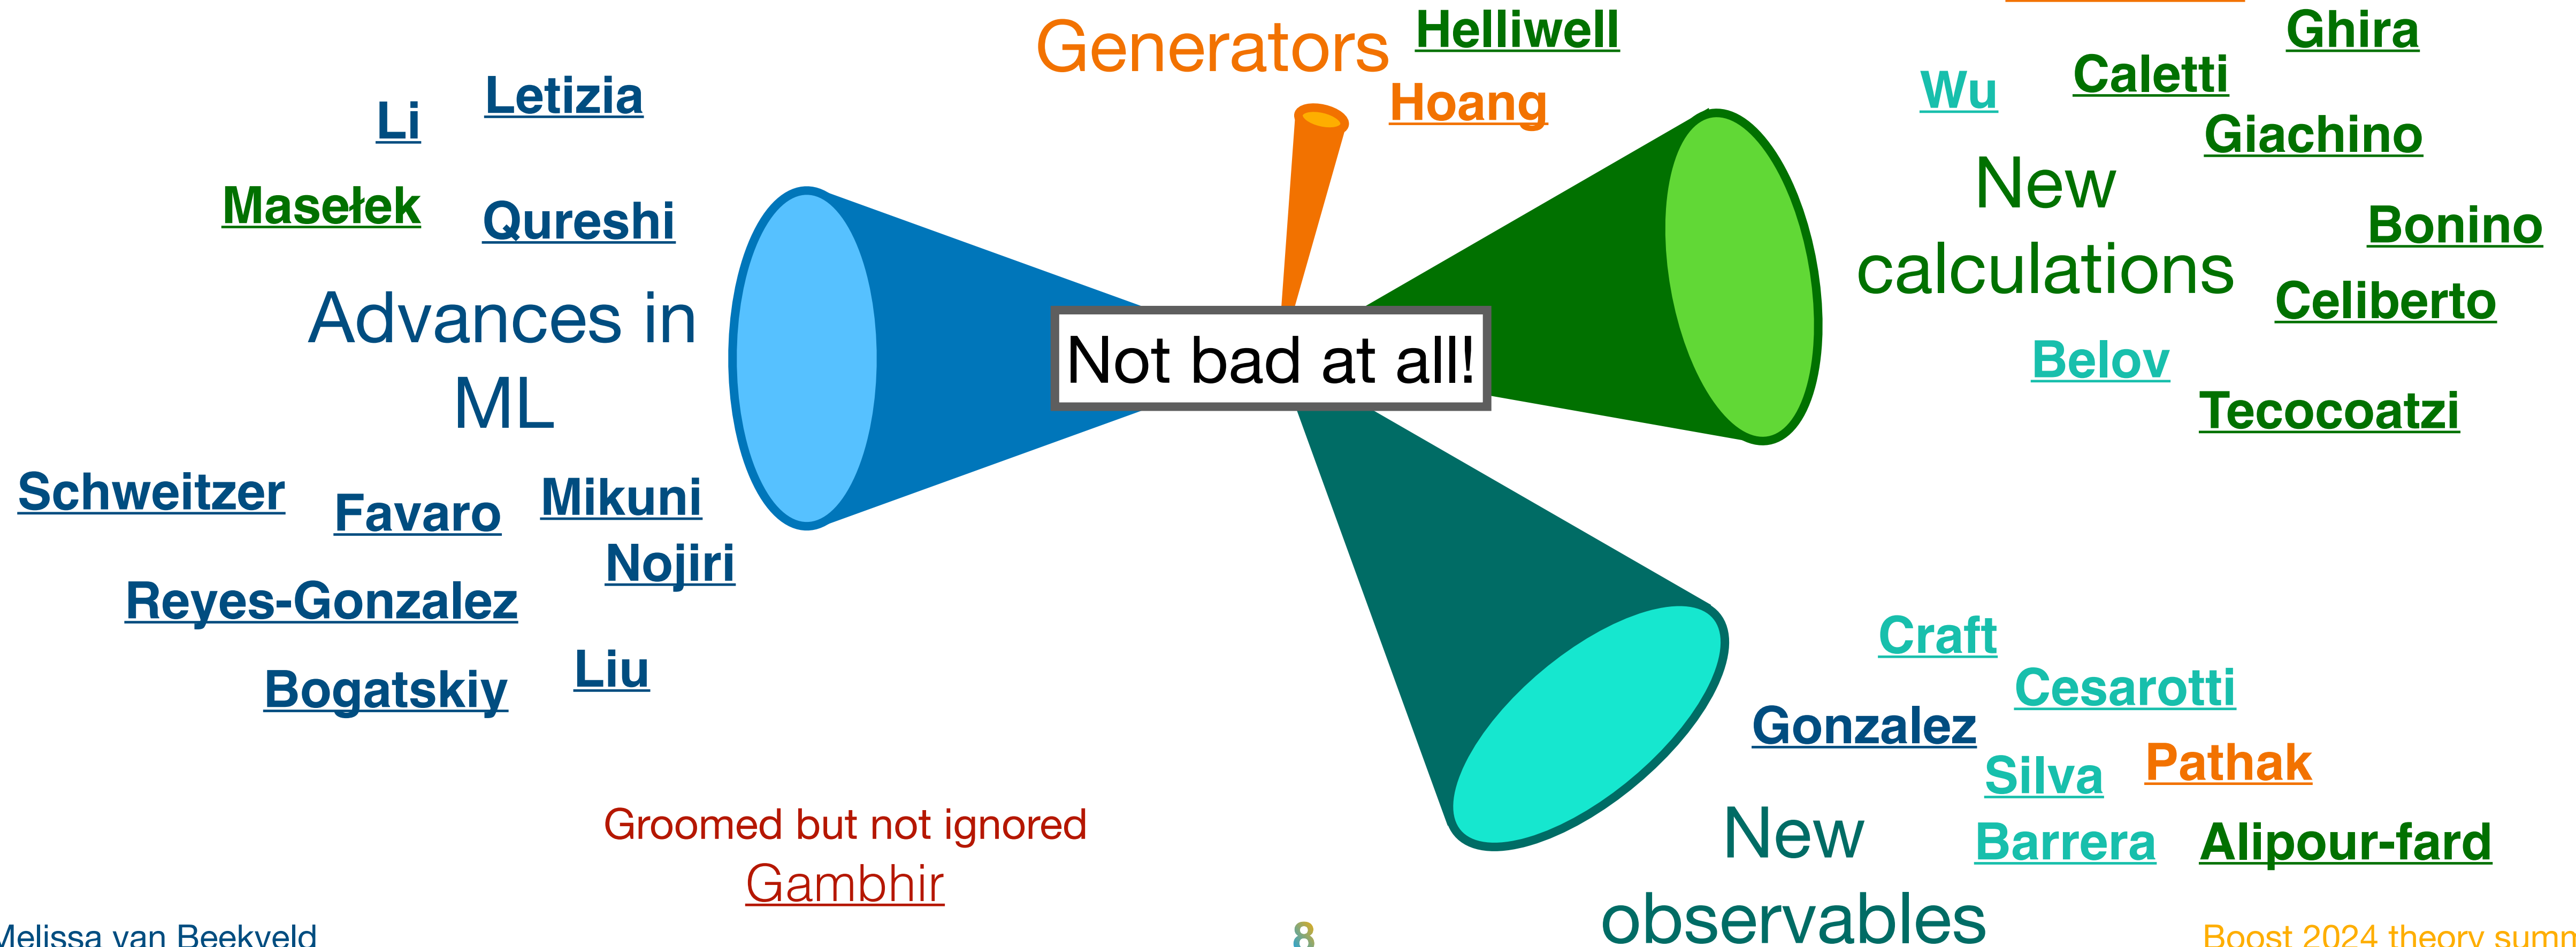 Generators
Helliwell
Hoang
Li
Letizia
Masełek
Qureshi
Advances in
ML
Schweitzer
Favaro
Mikuni
Nojiri
Reyes-Gonzalez
Bogatskiy
Liu
Not bad at all!
Ghira
Wu
Caletti
Giachino
New
calculations
Bonino
Celiberto
Belov
Tecocoatzi
Craft
Cesarotti
Gonzalez
Silva
Pathak
Barrera
Alipour-fard
New
observables
Groomed but not ignored
Gambhir
Melissa van Beekveld
8
Boost 2024 theory